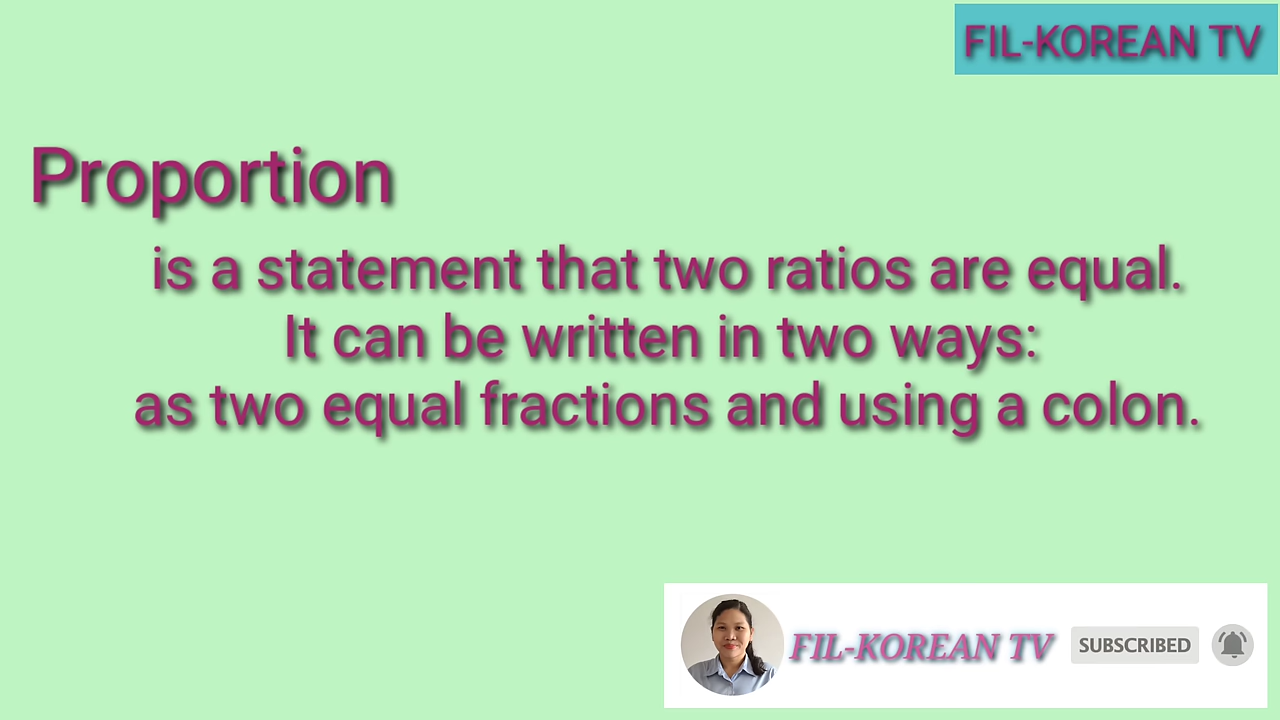 FIL-KOREAN TV
Proportion
is a statement that two ratios are equal.
It can be written in two ways:
as two equal fractions and using a colon.
FIL-KOREAN TV
SUBSCRIBED